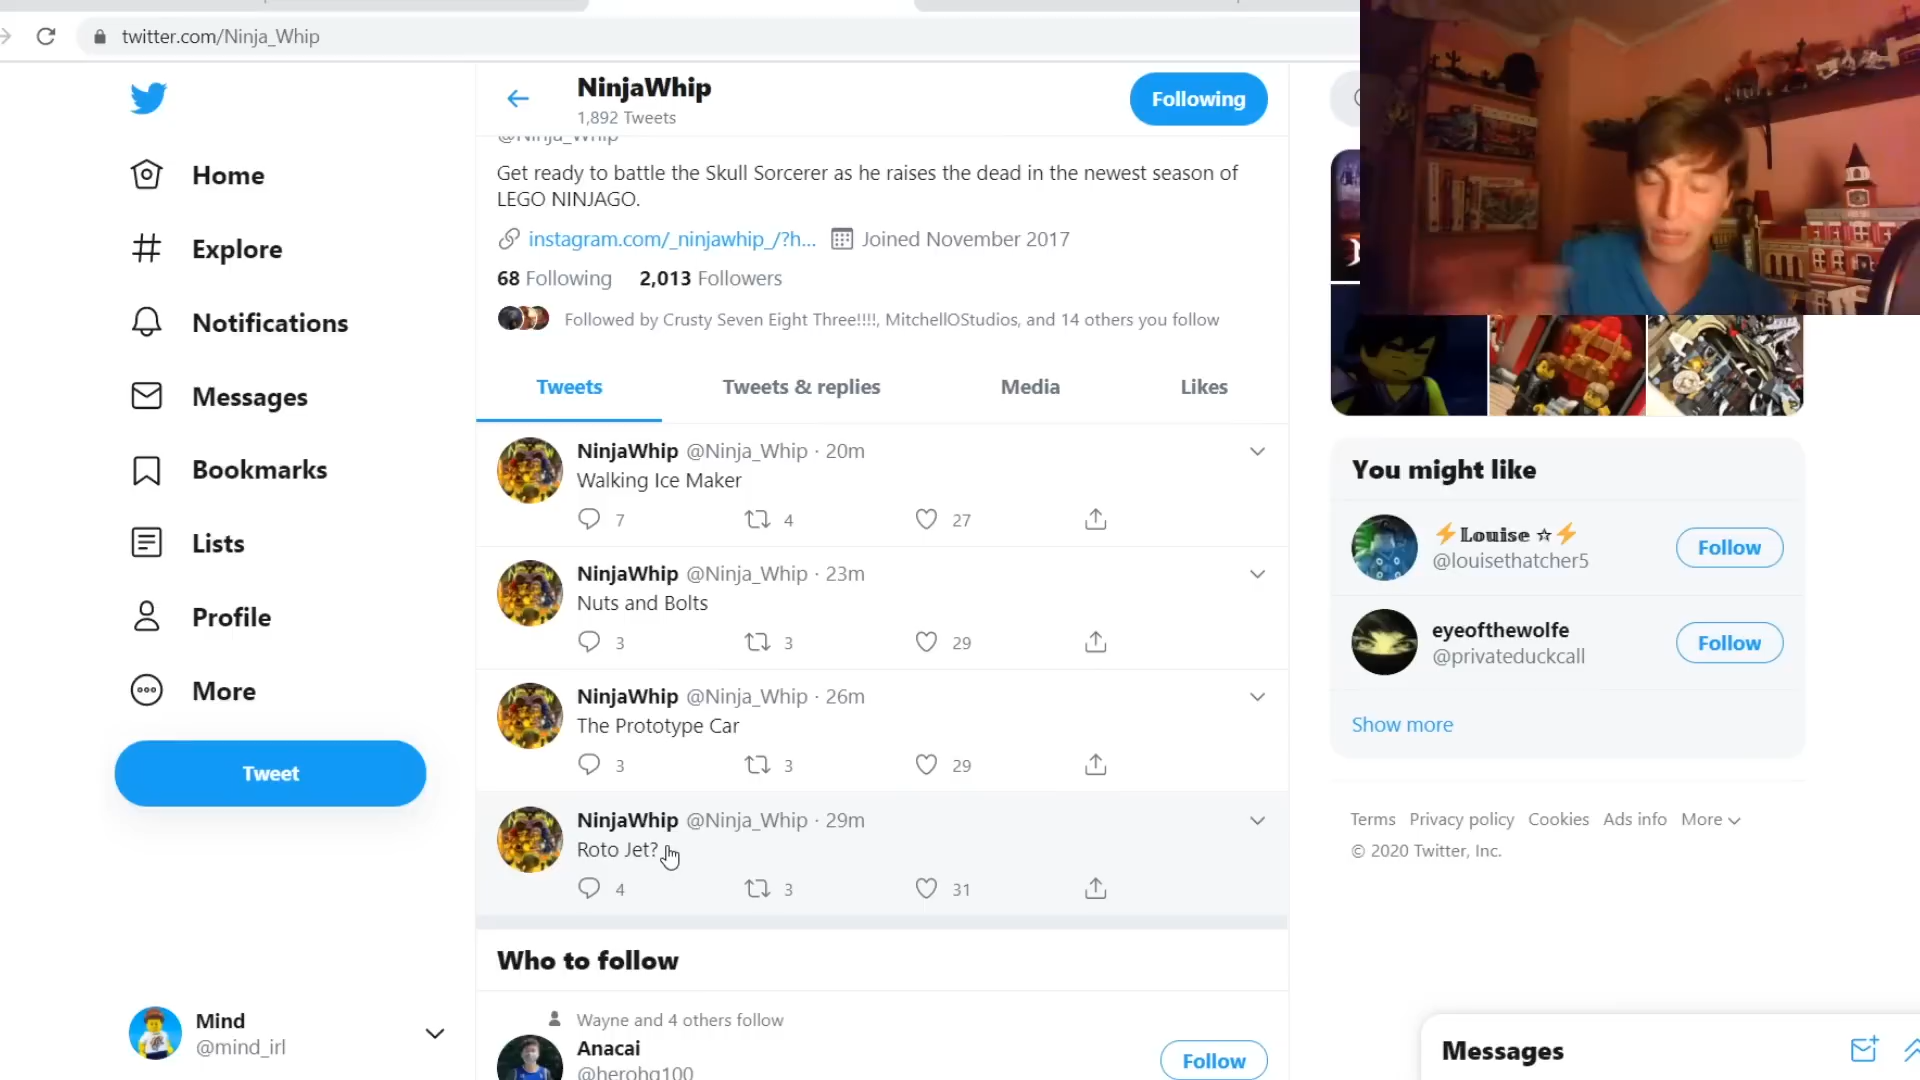 twitter.com/Ninja_Whip
Home
Explore
Notifications
Messages
Bookmarks
Lists
Profile
More
Tweet
Mind
@mind_irl
NinjaWhip
1,892 Tweets
Following
@Ninja_Whip
Get ready to battle the Skull Sorcerer as he raises the dead in the newest season of
LEGO NINJAGO.
instagram.com/_ninjawhip_/?h... Joined November 2017
68 Following 2,013 Followers
Followed by Crusty Seven Eight Three!!!!, MitchellOStudios, and 14 others you follow
Tweets Tweets & replies Media Likes
NinjaWhip @Ninja_Whip · 20m
Walking Ice Maker
7 4 27
NinjaWhip @Ninja_Whip · 23m
Nuts and Bolts
3 3 29
NinjaWhip @Ninja_Whip · 26m
The Prototype Car
3 3 29
NinjaWhip @Ninja_Whip · 29m
Roto Jet?
4 3 31
Who to follow
Wayne and 4 others follow
Anacai
@herohq100
Follow
You might like
⚡𝕃𝕠𝕦𝕚𝕤𝕖 ☆⚡
@louisethatcher5
Follow
eyeofthewolfe
@privateduckcall
Follow
Show more
Terms Privacy policy Cookies Ads info More
© 2020 Twitter, Inc.
Messages